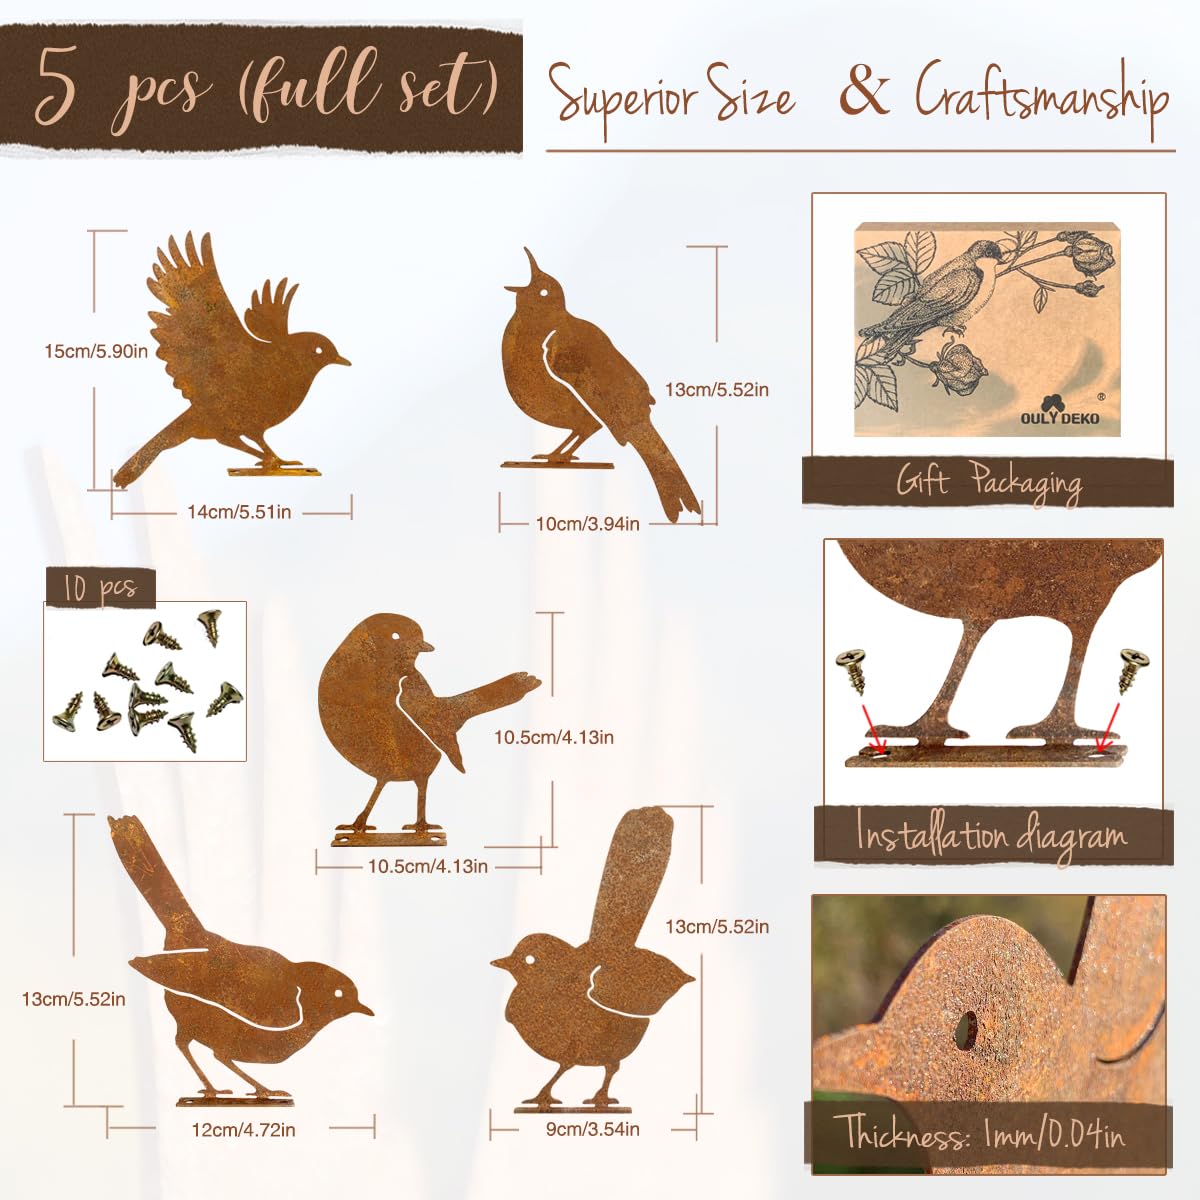 5 pcs (full set)
Superior Size & Craftsmanship
15cm/5.90in
14cm/5.51in
13cm/5.52in
10cm/3.94in
OULY DEKO ®
Gift Packaging
10 pcs
10.5cm/4.13in
10.5cm/4.13in
Installation diagram
13cm/5.52in
12cm/4.72in
13cm/5.52in
9cm/3.54in
Thickness: 1mm/0.04in